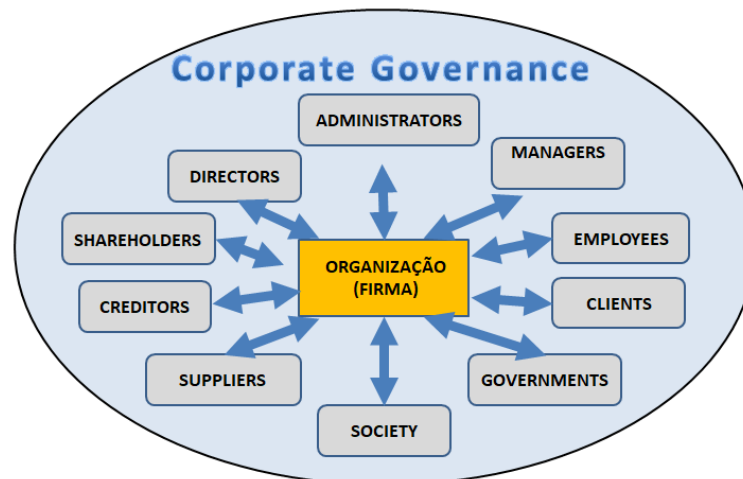 Corporate Governance
ADMINISTRATORS
MANAGERS
DIRECTORS
SHAREHOLDERS
EMPLOYEES
ORGANIZAÇÃO
(FIRMA)
CREDITORS
CLIENTS
SUPPLIERS
GOVERNMENTS
SOCIETY